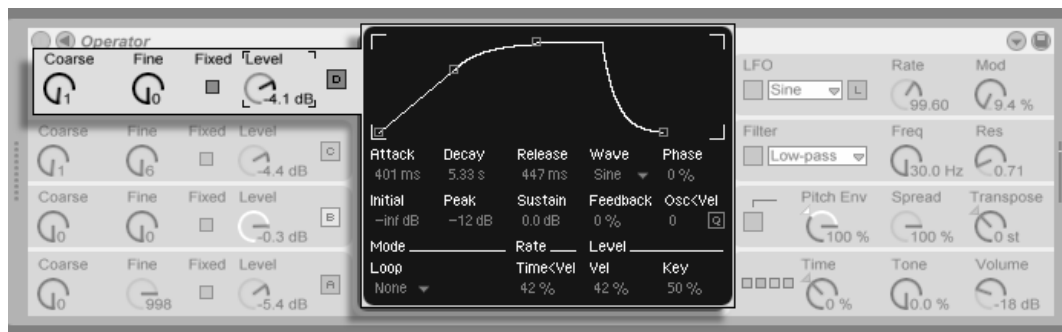 Operator
Coarse Fine Fixed Level D
1 0 -4.1 dB
Coarse Fine Fixed Level C
1 6 -4.4 dB
Coarse Fine Fixed Level B
0 0 -0.3 dB
Coarse Fine Fixed Level A
0 998 -5.4 dB
Attack Decay Release Wave Phase
401 ms 5.33 s 447 ms Sine 0 %
Initial Peak Sustain Feedback Osc<Vel
-inf dB -12 dB 0.0 dB 0 % 0 Q
Mode Rate Level
Loop Time<Vel Vel Key
None 42 % 42 % 50 %
LFO Rate Mod
Sine L 99.60 9.4 %
Filter Freq Res
Low-pass 30.0 Hz 0.71
Pitch Env Spread Transpose
100 % 100 % 0 st
Time Tone Volume
0 % 0.0 % -18 dB